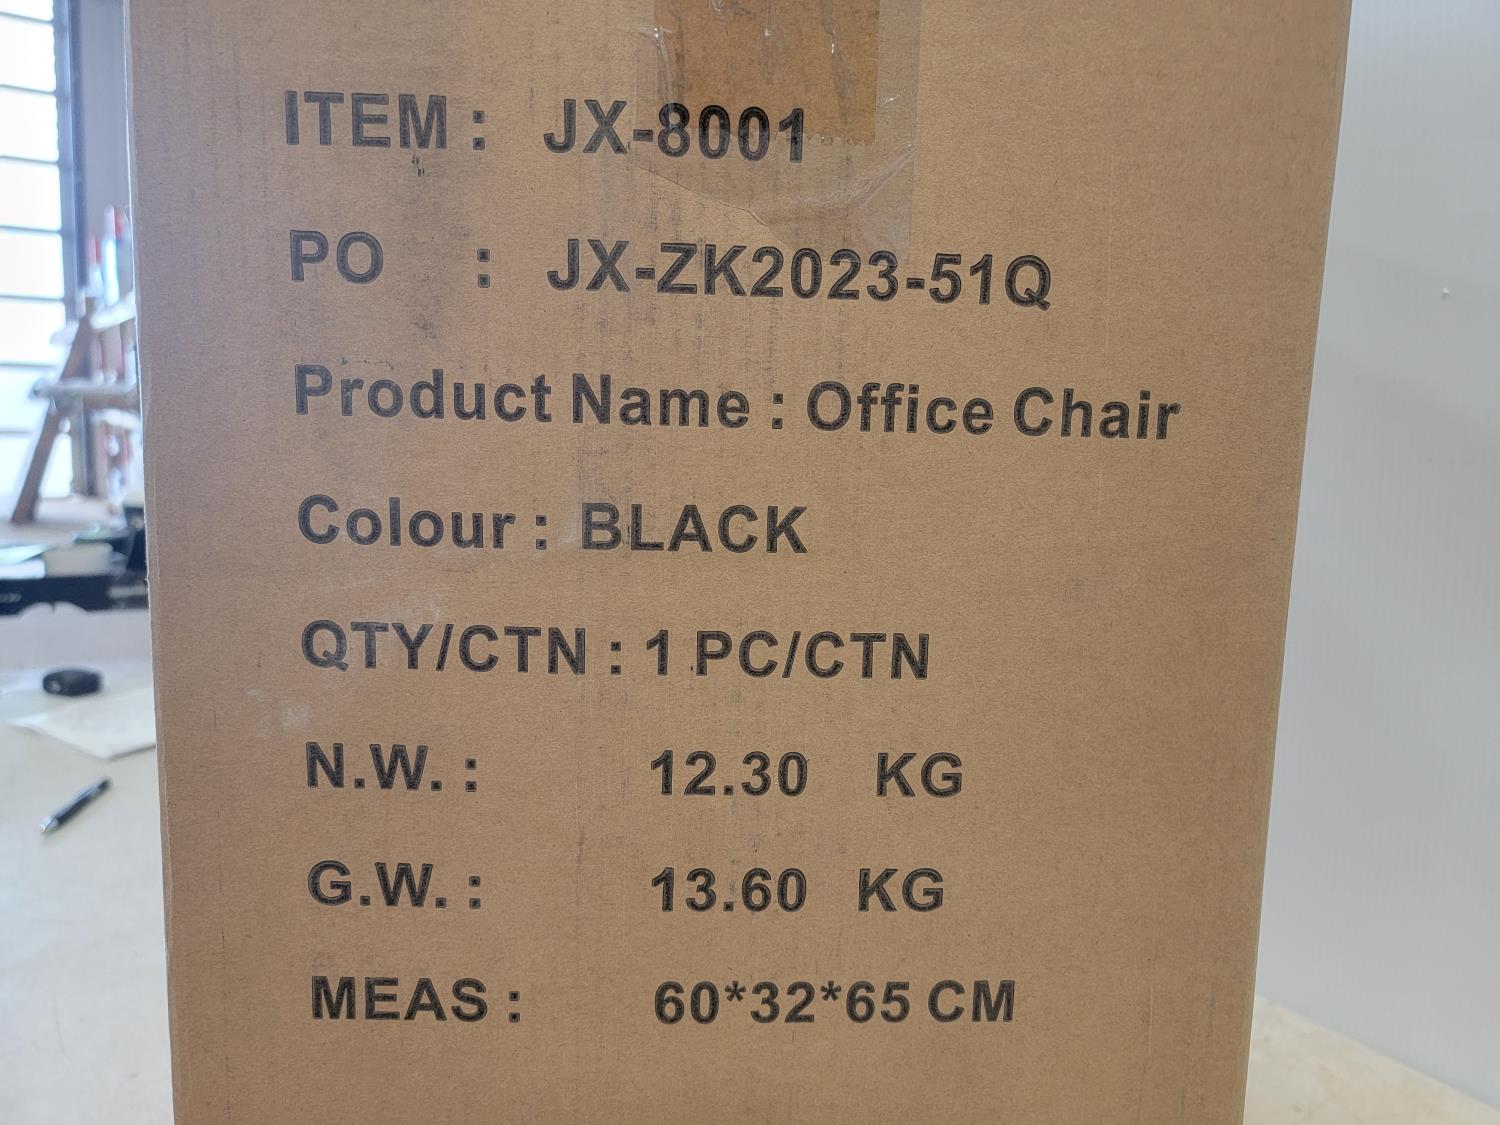 ITEM : JX-8001
PO : JX-ZK2023-51Q
Product Name : Office Chair
Colour : BLACK
QTY/CTN : 1 PC/CTN
N.W. : 12.30 KG
G.W. : 13.60 KG
MEAS : 60*32*65 CM